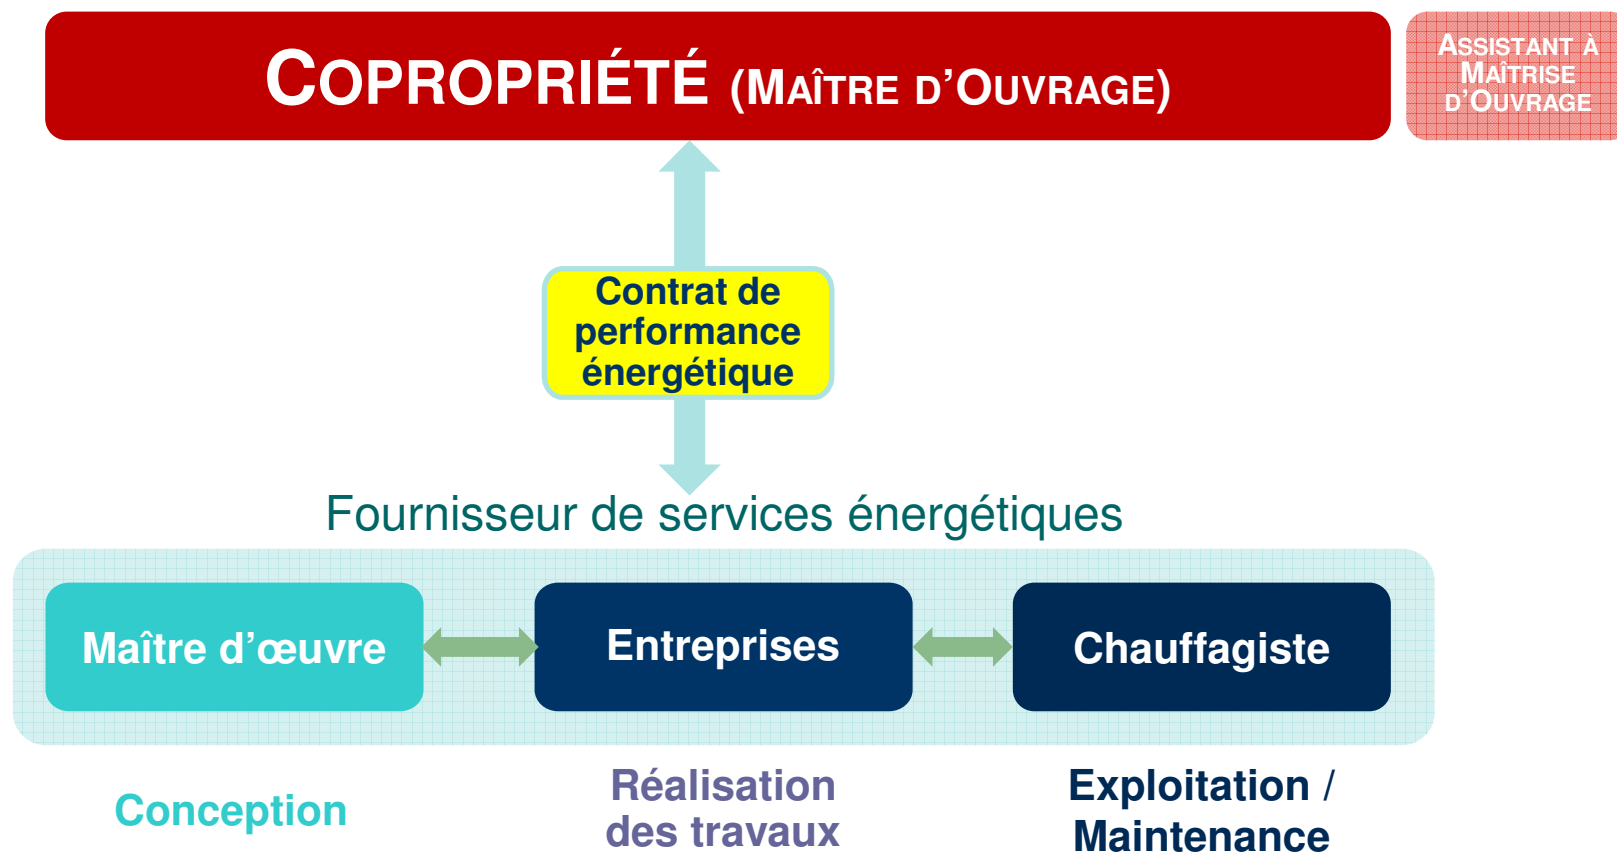 COPROPRIÉTÉ (MAÎTRE D’OUVRAGE)
ASSISTANT À
MAÎTRISE
D’OUVRAGE
Contrat de
performance
énergétique
Fournisseur de services énergétiques
Maître d’œuvre
Entreprises
Chauffagiste
Conception
Réalisation
des travaux
Exploitation /
Maintenance